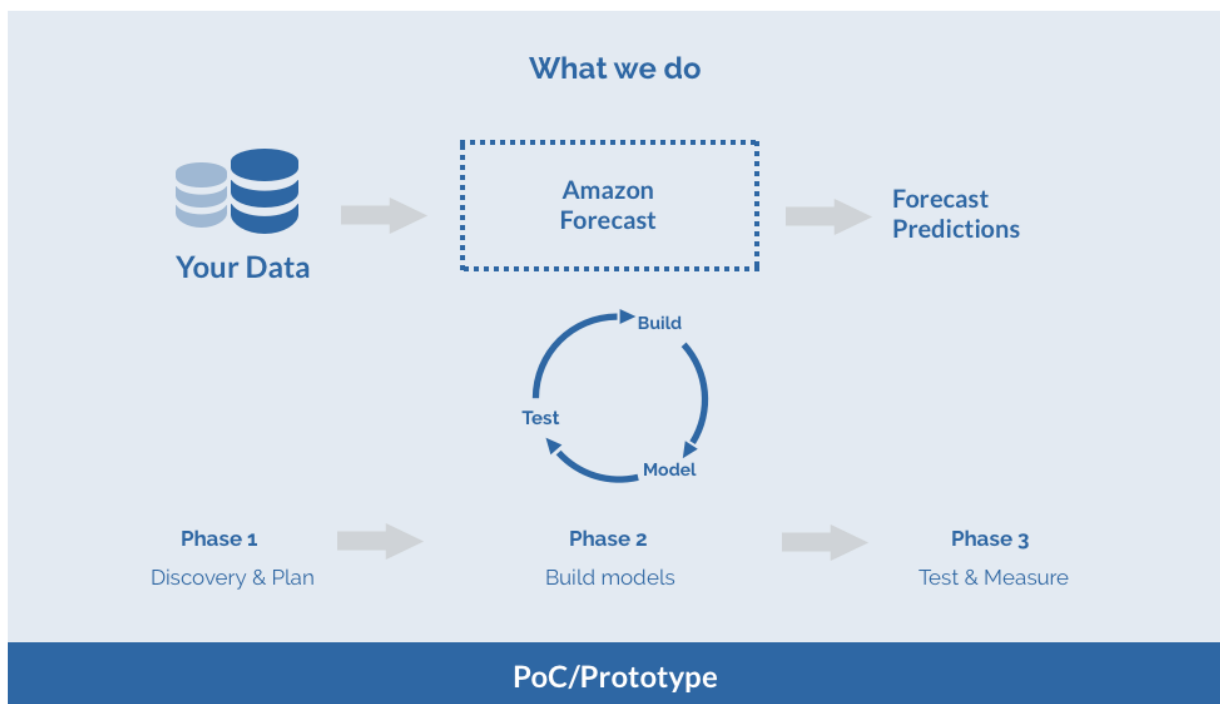 What we do
Your Data
Amazon
Forecast
Forecast
Predictions
Build
Test
Model
Phase 1
Discovery & Plan
Phase 2
Build models
Phase 3
Test & Measure
PoC/Prototype